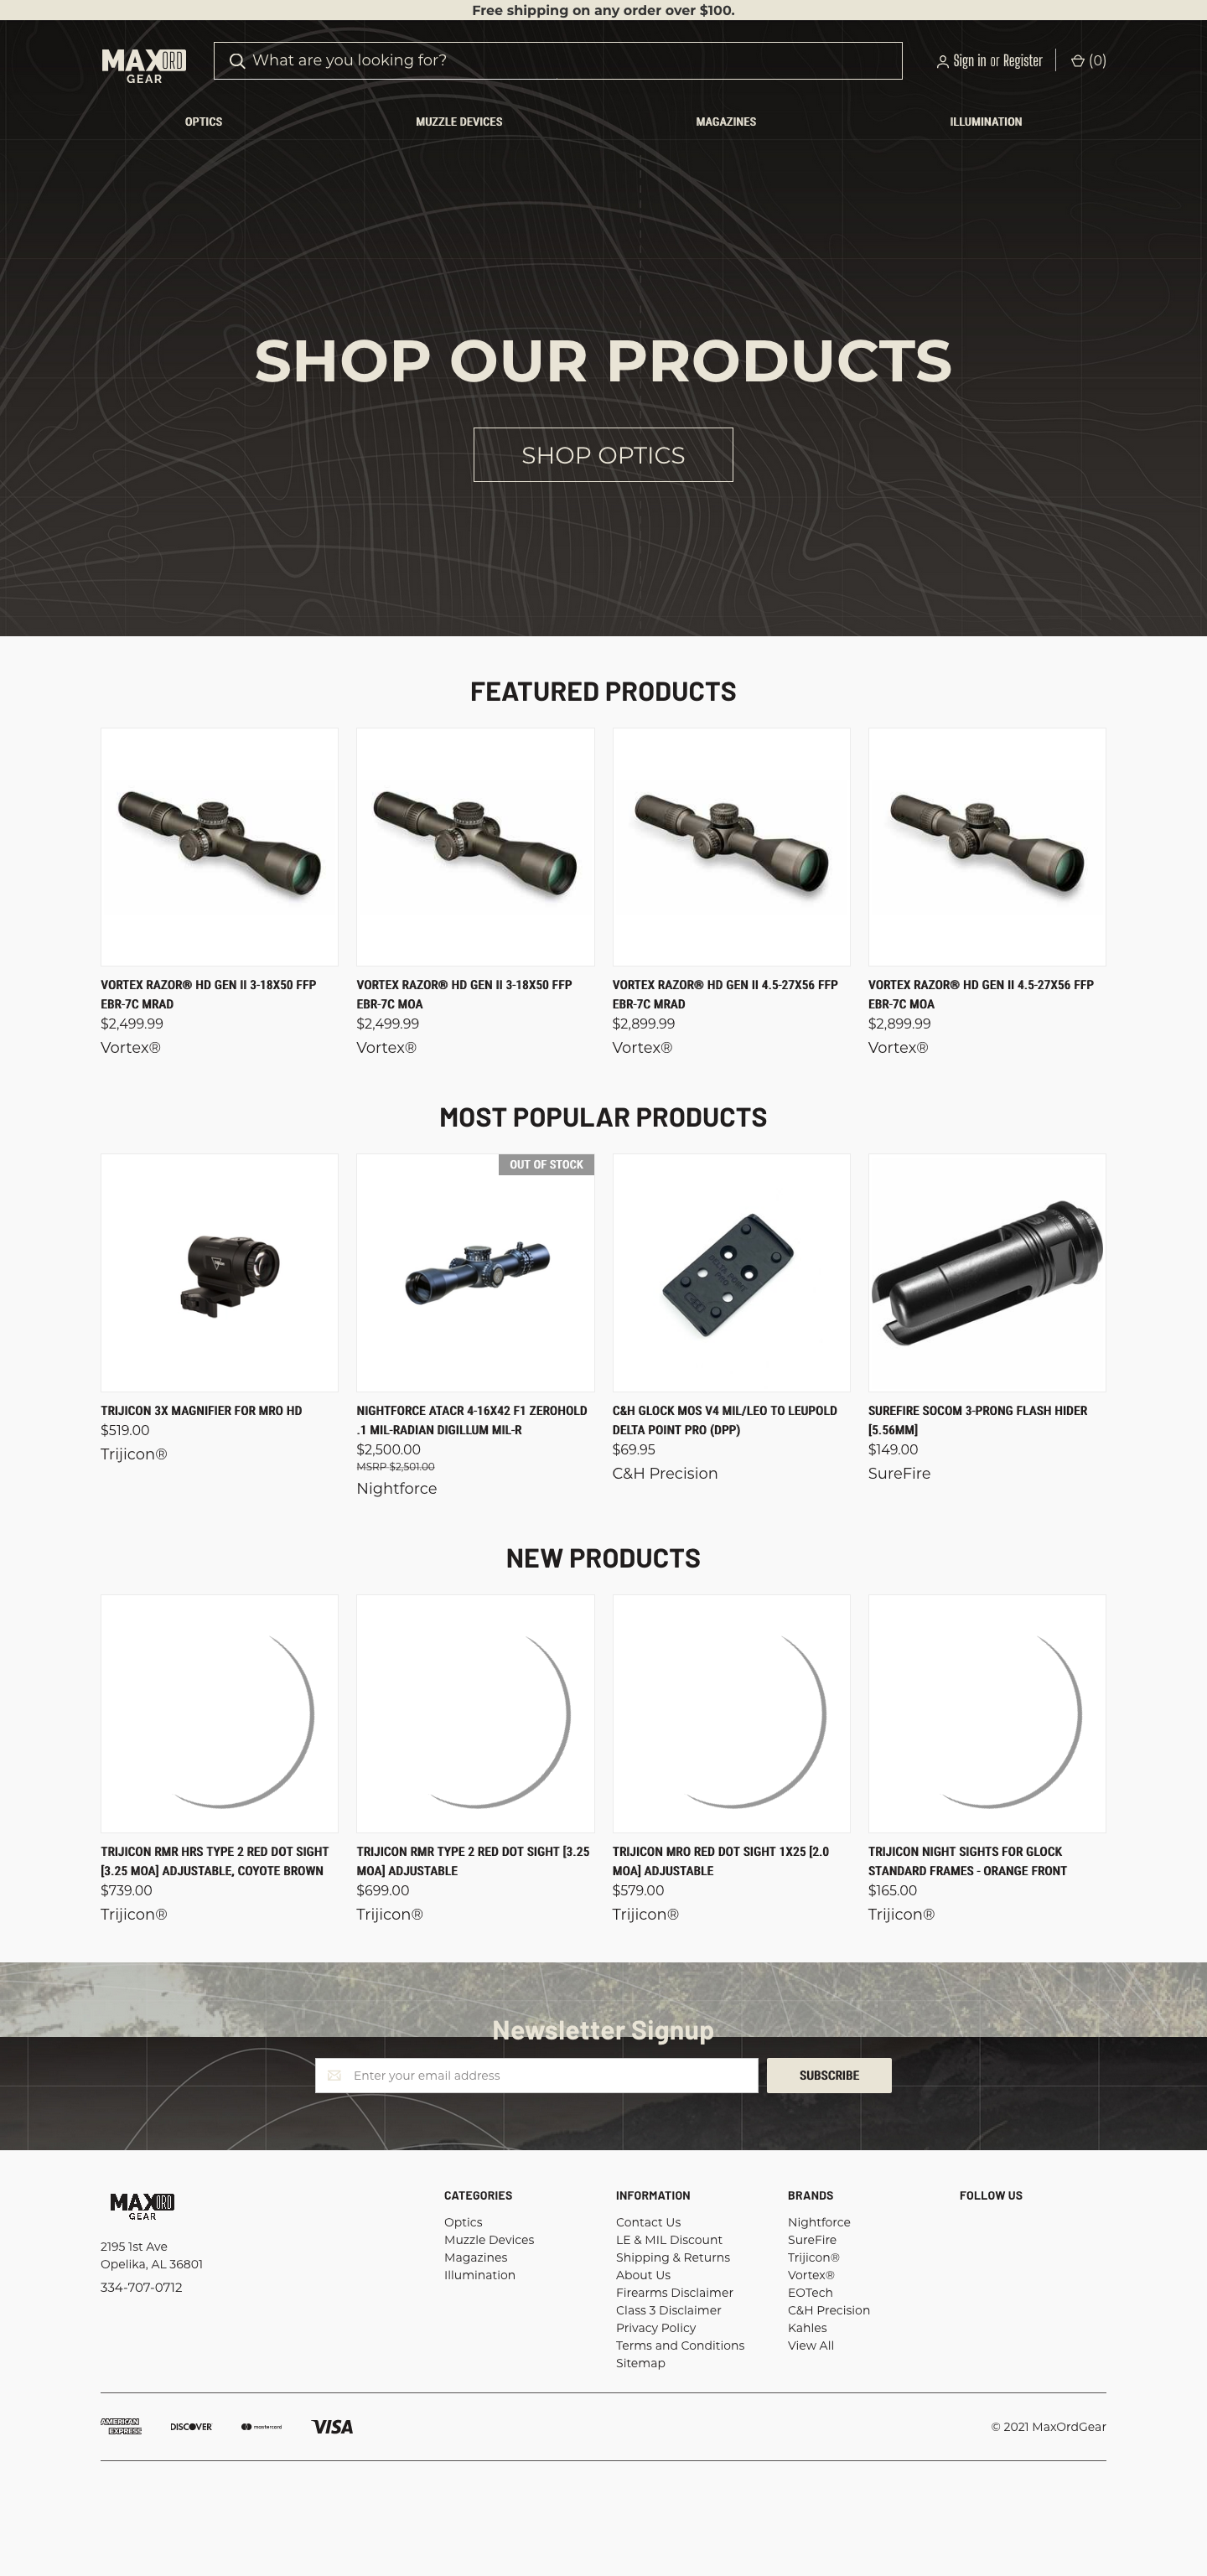 Free shipping on any order over $100.
MAXORD
GEAR
What are you looking for?
Sign in or Register
(0)
OPTICS
MUZZLE DEVICES
MAGAZINES
ILLUMINATION
SHOP OUR PRODUCTS
SHOP OPTICS
FEATURED PRODUCTS
VORTEX RAZOR® HD GEN II 3-18X50 FFP
EBR-7C MRAD
$2,499.99
Vortex®
VORTEX RAZOR® HD GEN II 3-18X50 FFP
EBR-7C MOA
$2,499.99
Vortex®
VORTEX RAZOR® HD GEN II 4.5-27X56 FFP
EBR-7C MRAD
$2,899.99
Vortex®
VORTEX RAZOR® HD GEN II 4.5-27X56 FFP
EBR-7C MOA
$2,899.99
Vortex®
MOST POPULAR PRODUCTS
TRIJICON 3X MAGNIFIER FOR MRO HD
$519.00
Trijicon®
OUT OF STOCK
NIGHTFORCE ATACR 4-16X42 F1 ZEROHOLD
.1 MIL-RADIAN DIGILLUM MIL-R
$2,500.00
MSRP $2,501.00
Nightforce
DELTA POINT
PRO
C&H GLOCK MOS V4 MIL/LEO TO LEUPOLD
DELTA POINT PRO (DPP)
$69.95
C&H Precision
SUREFIRE SOCOM 3-PRONG FLASH HIDER
[5.56MM]
$149.00
SureFire
NEW PRODUCTS
TRIJICON RMR HRS TYPE 2 RED DOT SIGHT
[3.25 MOA] ADJUSTABLE, COYOTE BROWN
$739.00
Trijicon®
TRIJICON RMR TYPE 2 RED DOT SIGHT [3.25
MOA] ADJUSTABLE
$699.00
Trijicon®
TRIJICON MRO RED DOT SIGHT 1X25 [2.0
MOA] ADJUSTABLE
$579.00
Trijicon®
TRIJICON NIGHT SIGHTS FOR GLOCK
STANDARD FRAMES - ORANGE FRONT
$165.00
Trijicon®
Newsletter Signup
Enter your email address
SUBSCRIBE
MAXORD
GEAR
2195 1st Ave
Opelika, AL 36801
334-707-0712
CATEGORIES
Optics
Muzzle Devices
Magazines
Illumination
INFORMATION
Contact Us
LE & MIL Discount
Shipping & Returns
About Us
Firearms Disclaimer
Class 3 Disclaimer
Privacy Policy
Terms and Conditions
Sitemap
BRANDS
Nightforce
SureFire
Trijicon®
Vortex®
EOTech
C&H Precision
Kahles
View All
FOLLOW US
AMERICAN
EXPRESS
DISCOVER
mastercard
VISA
© 2021 MaxOrdGear